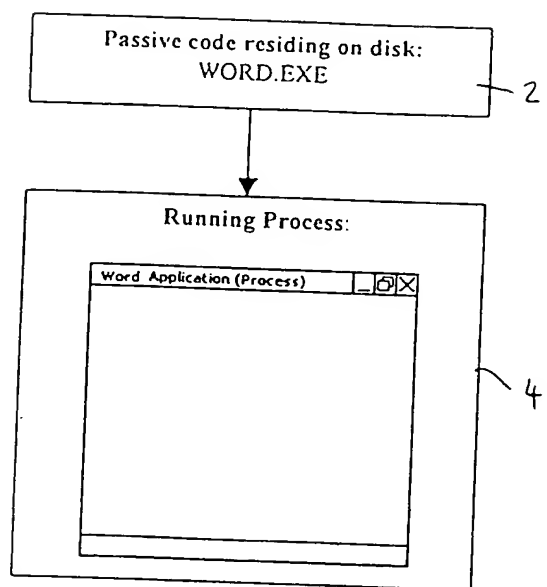 Passive code residing on disk:
WORD.EXE
2
Running Process:
Word Application (Process)
4